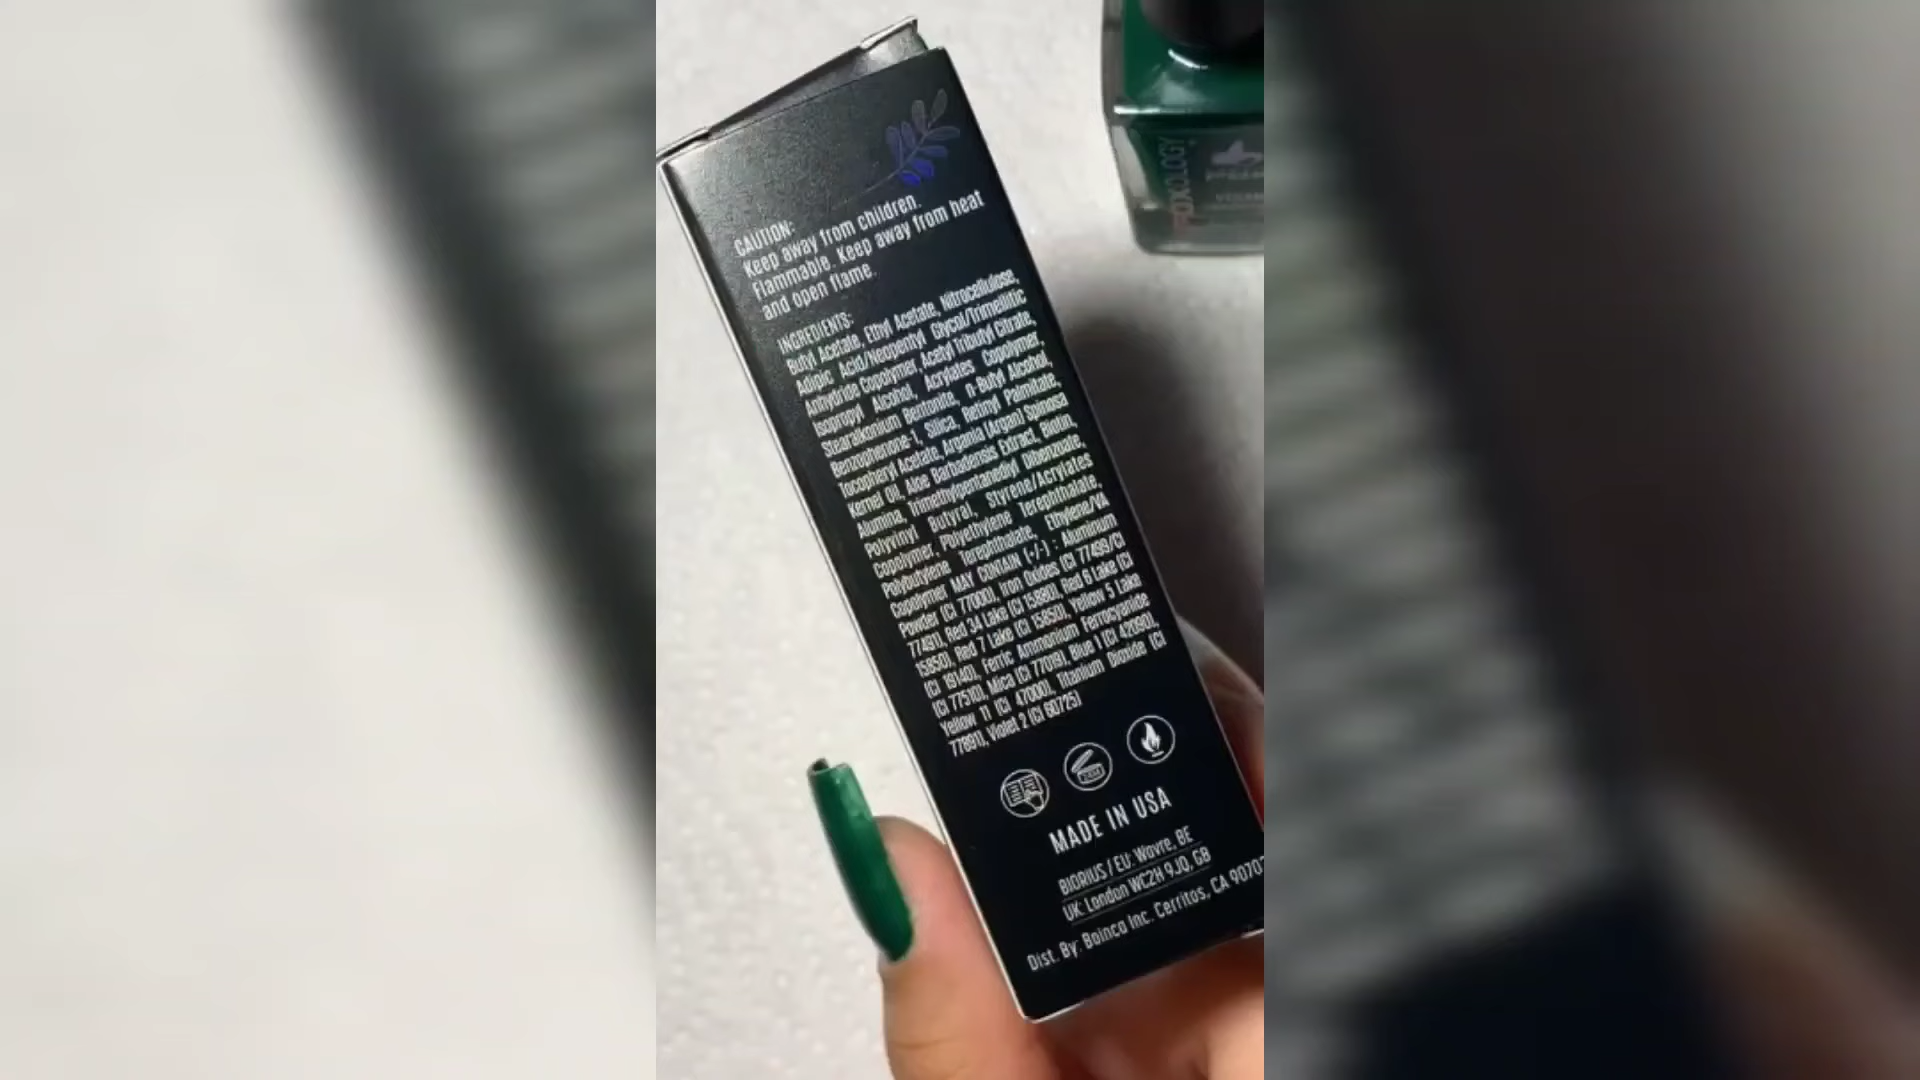 CAUTION:
Keep away from children.
Flammable. Keep away from heat
and open flame.
INGREDIENTS:
Butyl Acetate, Ethyl Acetate, Nitrocellulose,
Adipic Acid/Neopentyl Glycol/Trimellitic
Anhydride Copolymer, Acetyl Tributyl Citrate,
Isopropyl Alcohol, Acrylates Copolymer,
Stearalkonium Bentonite, n-Butyl Alcohol,
Benzophenone-1, Silica, Retinyl Palmitate,
Tocopheryl Acetate, Argania (Argan) Spinosa
Kernel Oil, Aloe Barbadensis Extract, Biotin,
Alumina, Trimethylpentanedyl Dibenzoate,
Polyvinyl Butyral, Styrene/Acrylates
Copolymer, Polyethylene Terephthalate,
Polybutylene Terephthalate, Ethylene/VA
Copolymer MAY CONTAIN (+/-) : Aluminum
Powder (CI 77000), Iron Oxides (CI 77499/CI
77491), Red 34 Lake (CI 15880), Red 6 Lake (CI
15850), Red 7 Lake (CI 15850), Yellow 5 Lake
(CI 19140), Ferric Ammonium Ferrocyanide
(CI 77510), Mica (CI 77019), Blue 1 (CI 42090),
Yellow 11 (CI 47000), Titanium Dioxide (CI
77891), Violet 2 (CI 60725)
24M
MADE IN USA
BIORIUS / EU: Wavre, BE
UK: London WC2H 9JQ, GB
Dist. By: Boinca Inc. Cerritos, CA 90707